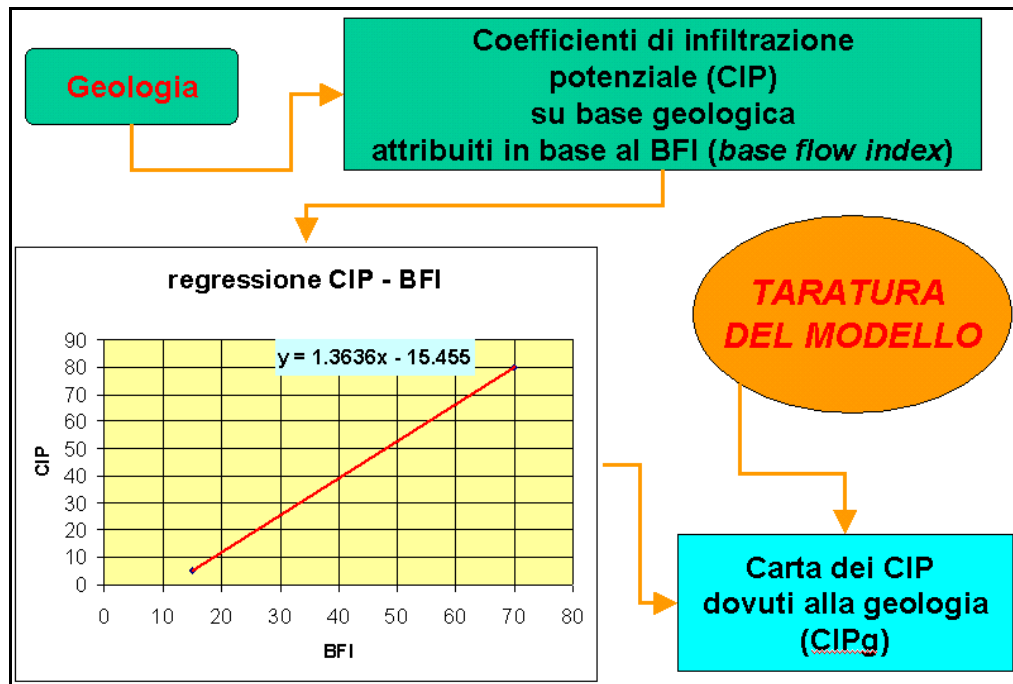 Geologia
Coefficienti di infiltrazione
potenziale (CIP)
su base geologica
attribuiti in base al BFI (base flow index)
regressione CIP - BFI
y = 1.3636x - 15.455
90
80
70
60
50
40
30
20
10
0
CIP
0 10 20 30 40 50 60 70 80
BFI
TARATURA
DEL MODELLO
Carta dei CIP
dovuti alla geologia
(CIPg)